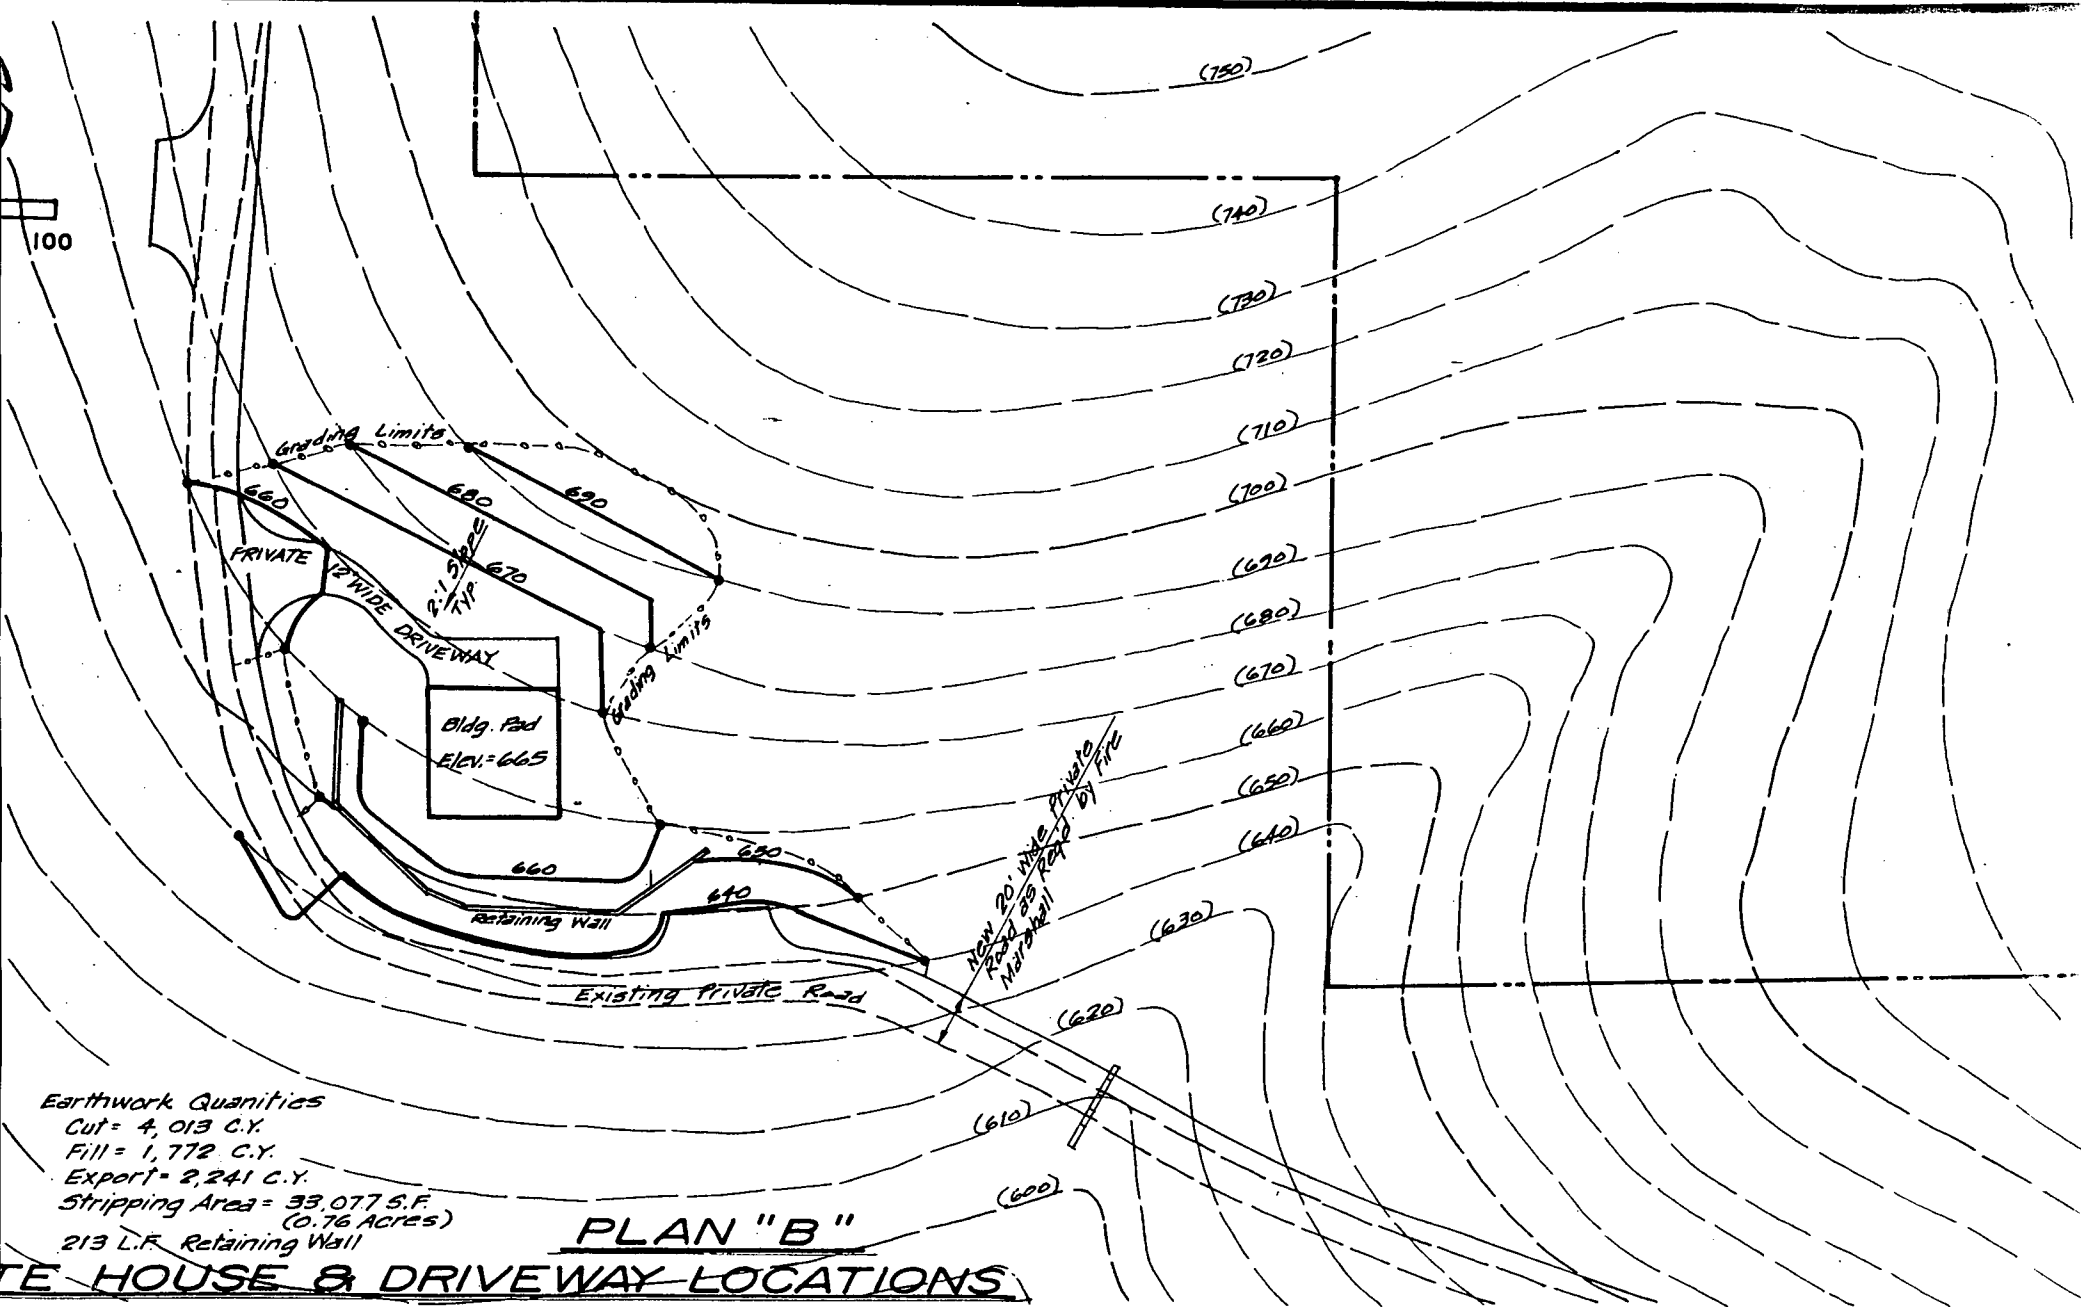 (750)
100
(740)
(730)
(720)
(710)
(700)
(690)
(680)
(670)
(660)
(650)
(640)
(630)
(620)
(610)
(600)
Grading Limits
660
680
690
670
PRIVATE
12' WIDE DRIVEWAY
2:1 Slope
TYP.
Grading Limits
Bldg. Pad
Elev.=665
660
650
640
Retaining Wall
Existing Private Road
New 20' Wide Private
Road as Req'd by Fire
Marshall
Earthwork Quanities
Cut= 4,013 C.Y.
Fill= 1,772 C.Y.
Export= 2,241 C.Y.
Stripping Area= 33,077 S.F.
(0.76 Acres)
213 L.F. Retaining Wall
PLAN "B"
TE HOUSE & DRIVEWAY LOCATIONS